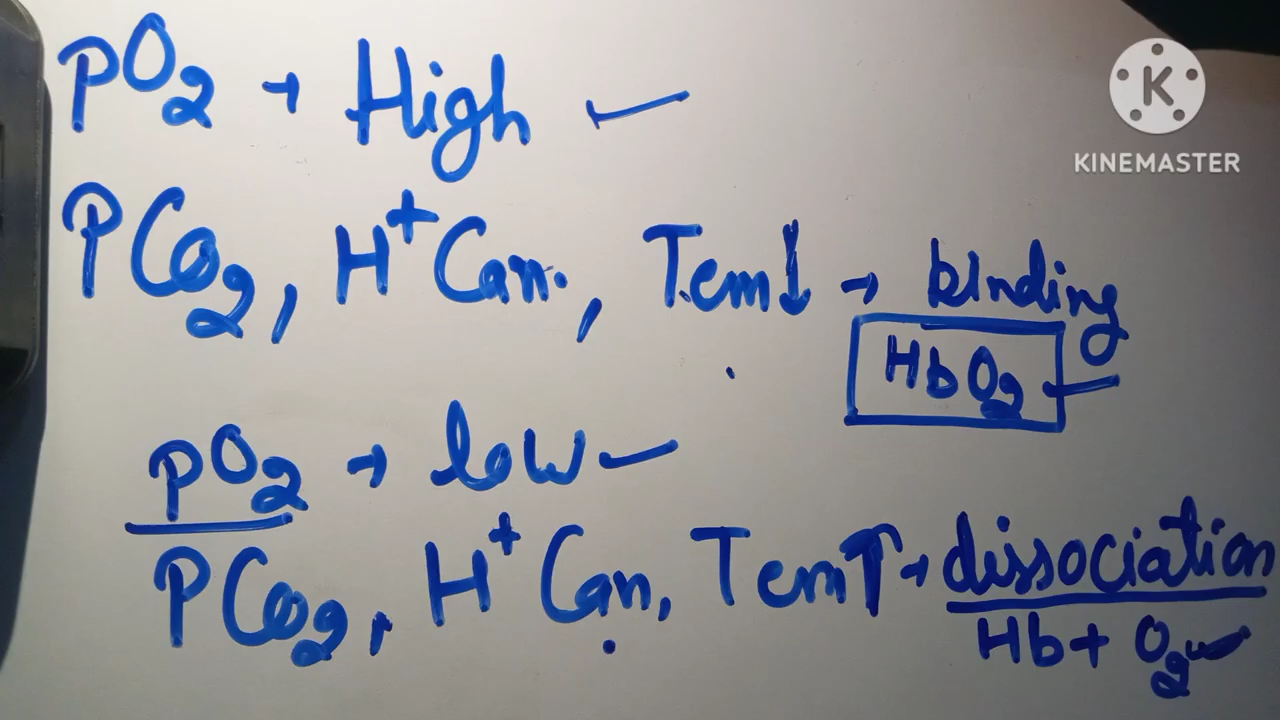 pO2 → High
K
KINEMASTER
PCO2, H+ Can., Tem↓ → binding
HbO2
pO2 → low
PCO2, H+ Can, Tem↑ → dissociation
Hb + O2